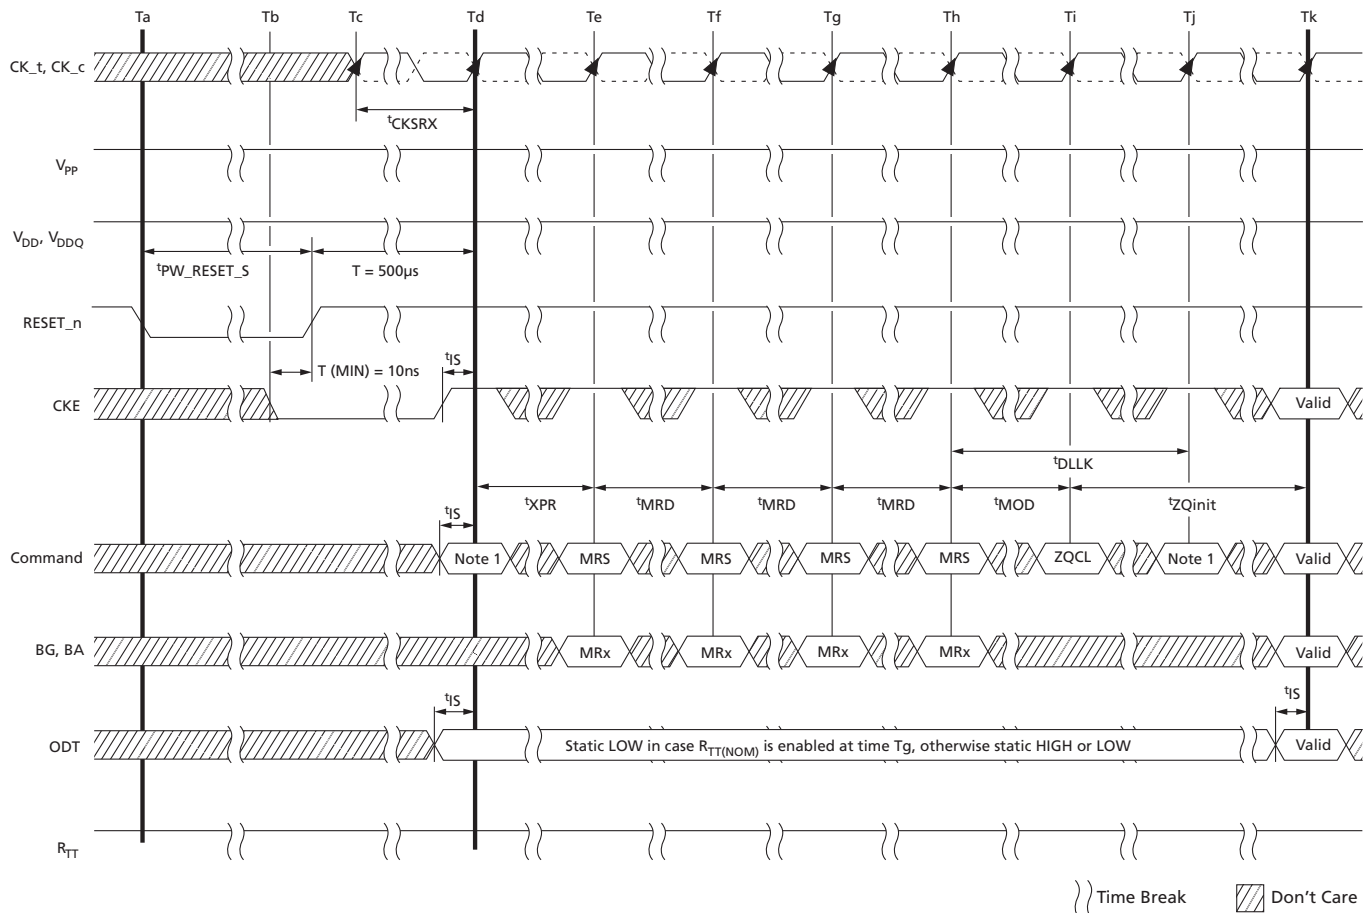 Ta Tb Tc Td Te Tf Tg Th Ti Tj Tk
CK_t, CK_c
tCKSRX
VPP
VDD, VDDQ
tPW_RESET_S T = 500µs
RESET_n
T (MIN) = 10ns tIS
CKE Valid
tDLLK
tXPR tMRD tMRD tMRD tMOD tZQinit
tIS
Command Note 1 MRS MRS MRS MRS ZQCL Note 1 Valid
BG, BA MRx MRx MRx MRx Valid
tIS tIS
ODT Static LOW in case RTT(NOM) is enabled at time Tg, otherwise static HIGH or LOW Valid
RTT
Time Break Don't Care